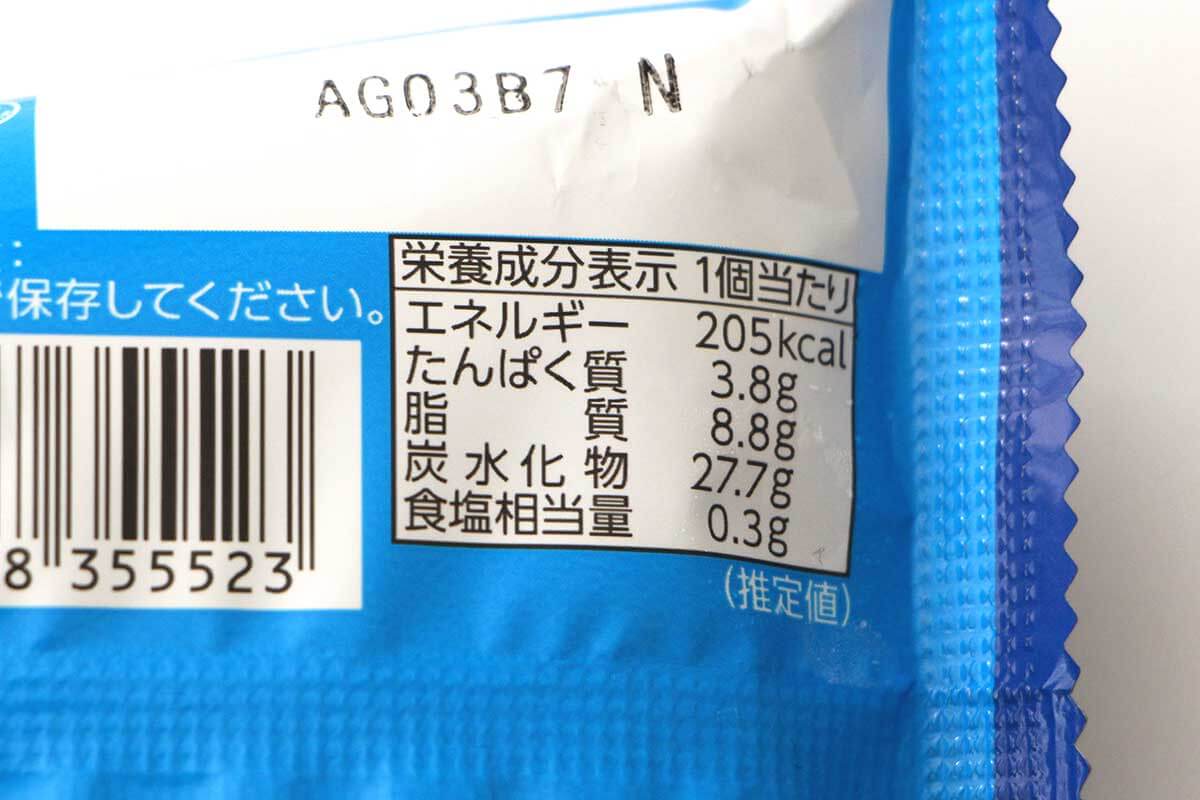 AG03B7 N
保存してください。
栄養成分表示 1個当たり
エネルギー 205kcal
たんぱく質 3.8g
脂質 8.8g
炭水化物 27.7g
食塩相当量 0.3g
(推定値)
8 355523